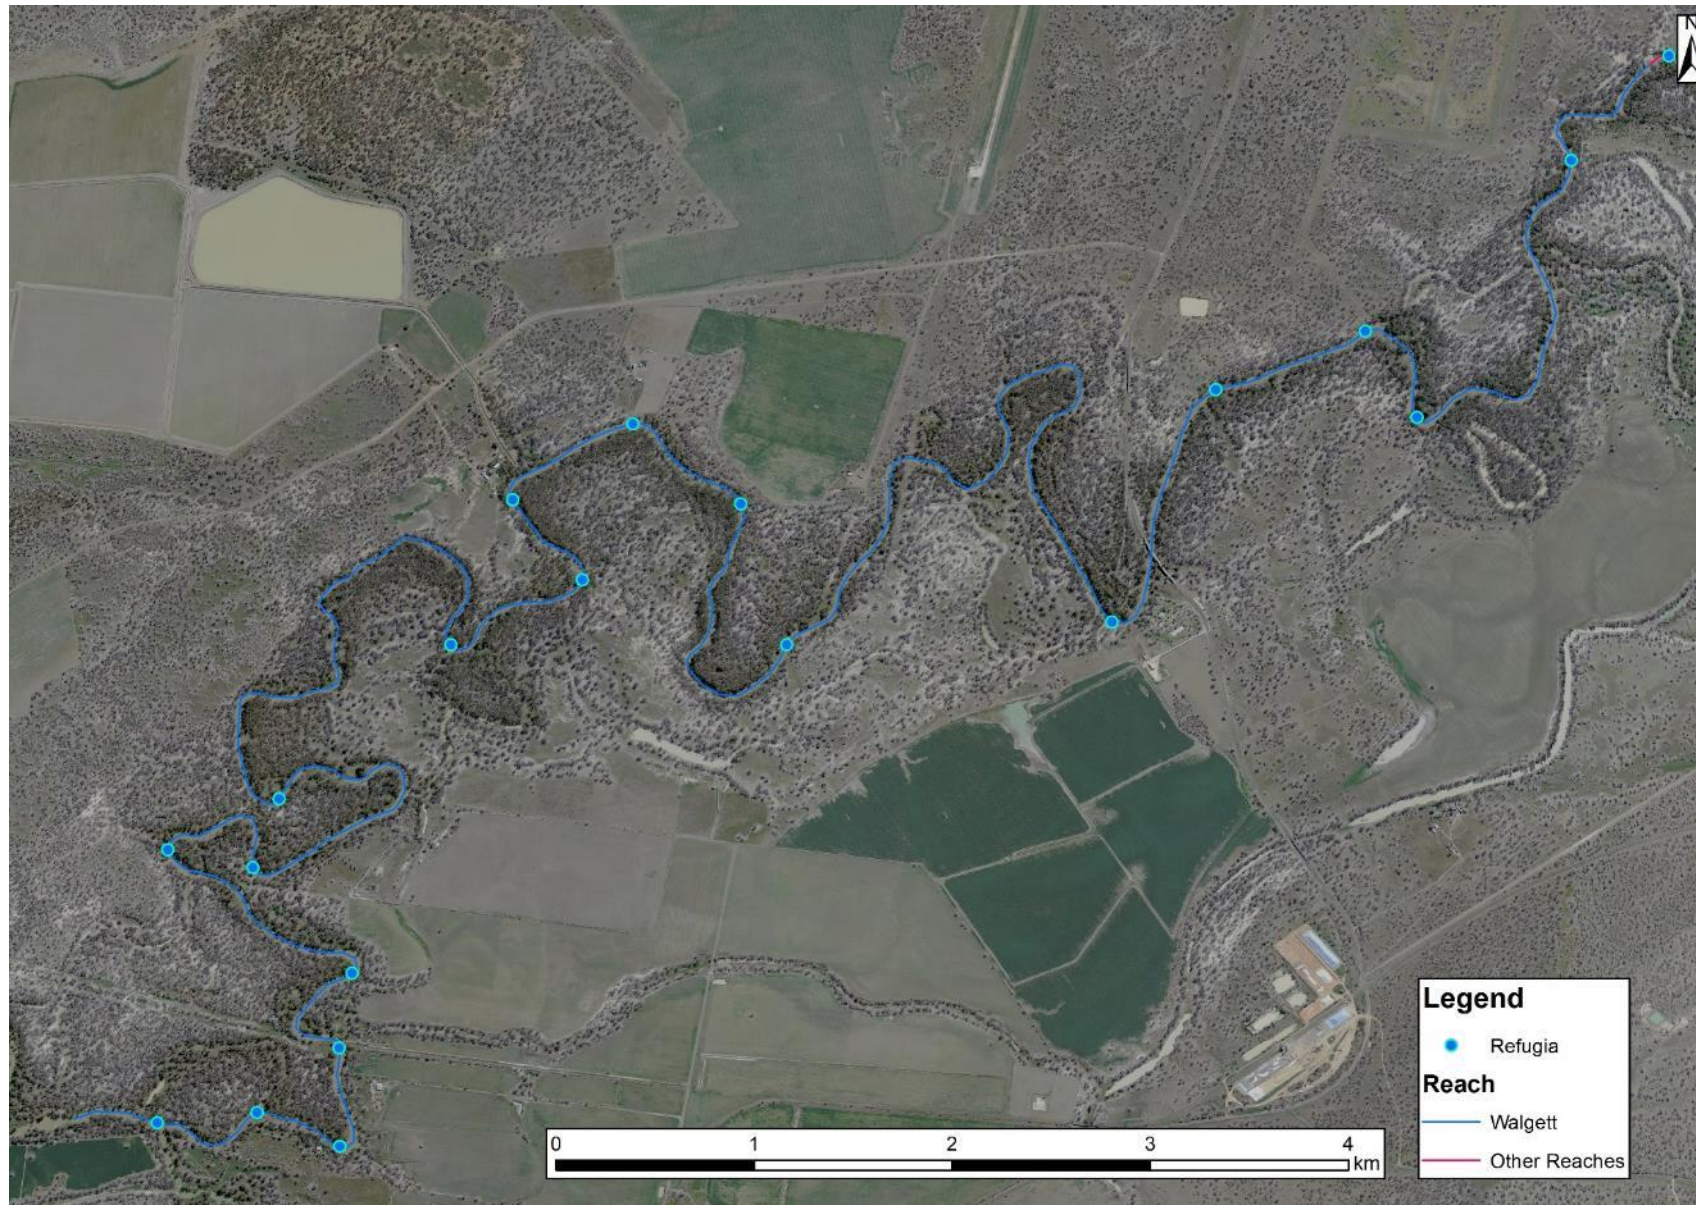 N
Legend
Refugia
Reach
Walgett
Other Reaches
0 1 2 3 4
km